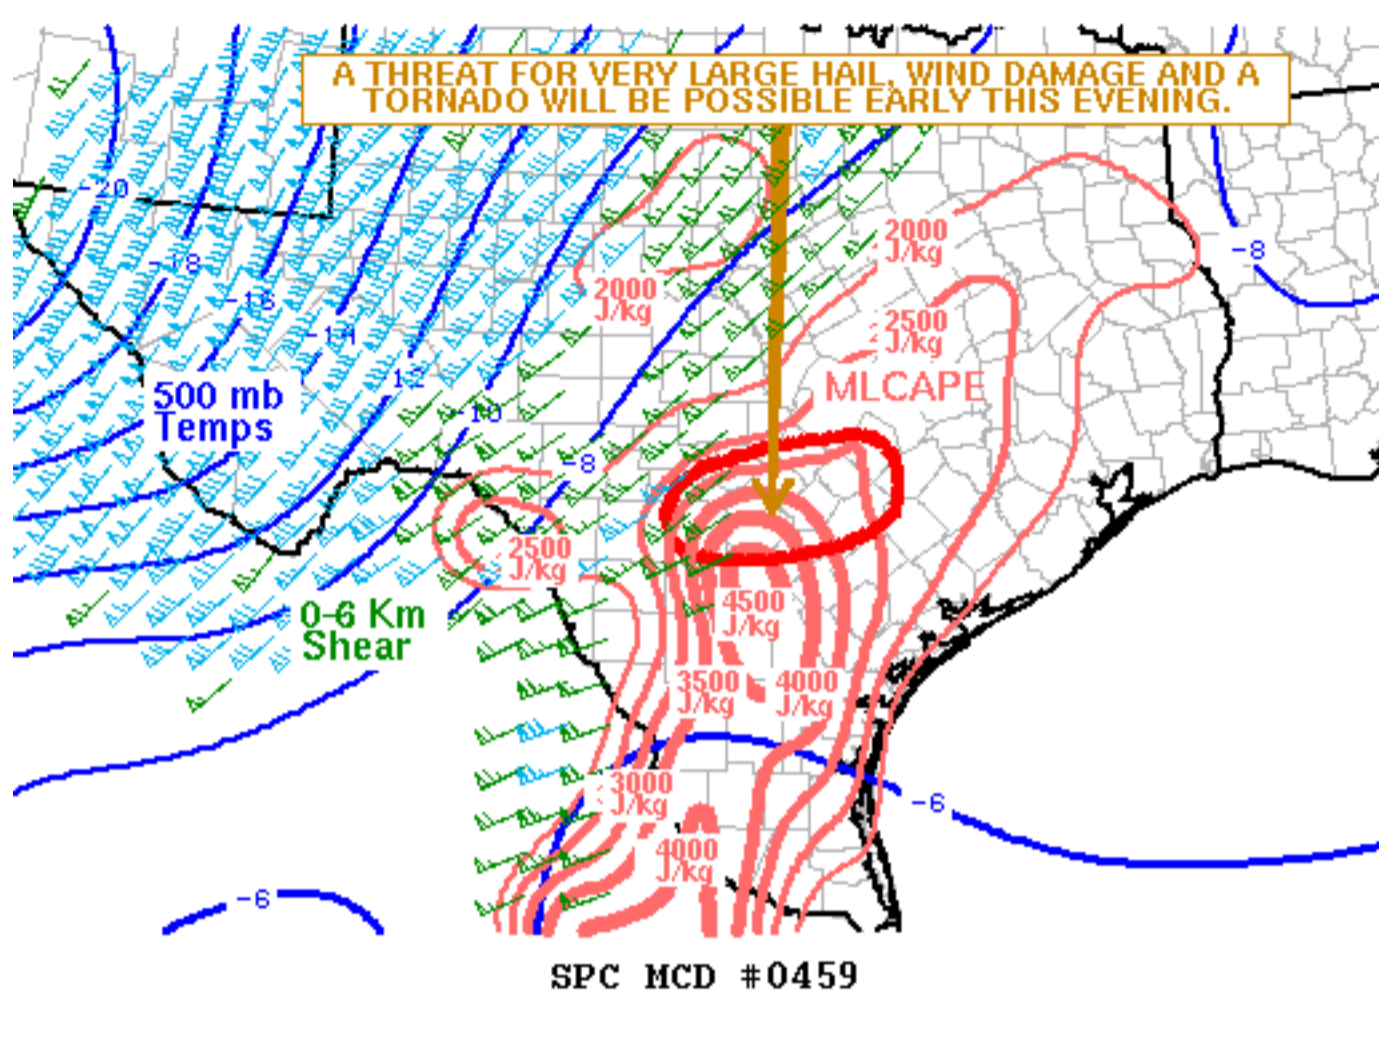 A THREAT FOR VERY LARGE HAIL, WIND DAMAGE AND A
TORNADO WILL BE POSSIBLE EARLY THIS EVENING.
-20
-18
-16
-14
12
-10
-8
-8
2000
J/kg
2000
J/kg
2500
J/kg
MLCAPE
500 mb
Temps
2500
J/kg
0-6 Km
Shear
4500
J/kg
3500
J/kg
4000
J/kg
3000
J/kg
4000
J/kg
-6
-6
SPC MCD #0459